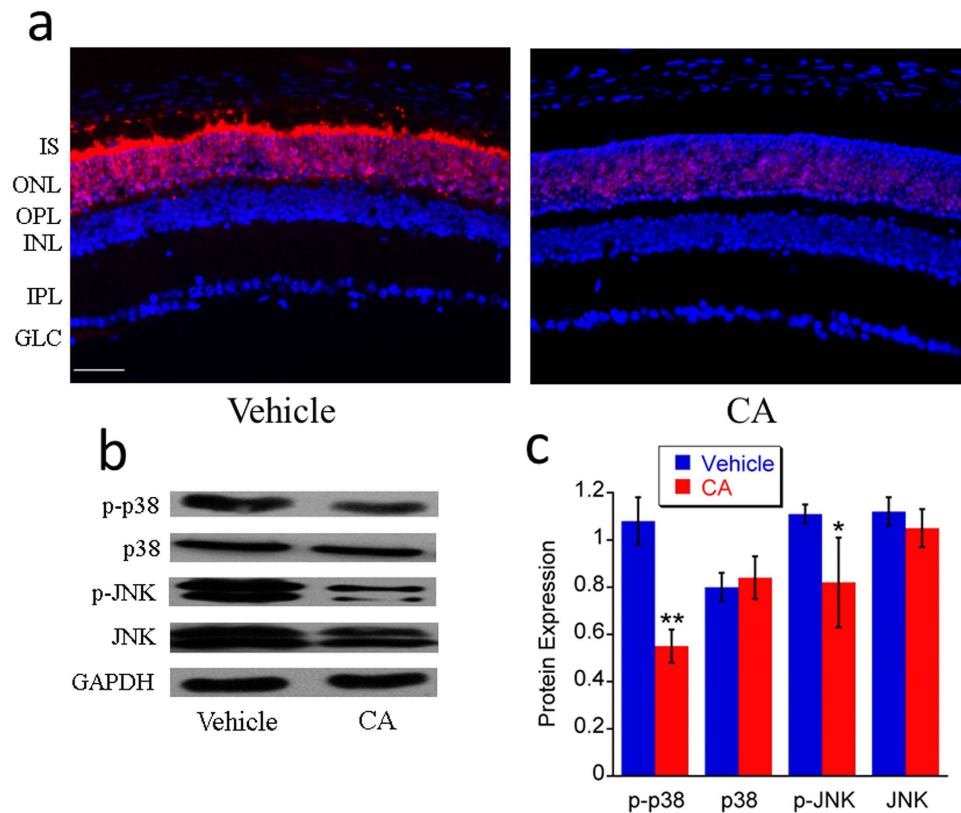 a
IS
ONL
OPL
INL
IPL
GLC
Vehicle
CA
b
p-p38
p38
p-JNK
JNK
GAPDH
Vehicle
CA
c
Vehicle
CA
Protein Expression
1.2
1
0.8
0.6
0.4
0.2
0
**
*
p-p38
p38
p-JNK
JNK